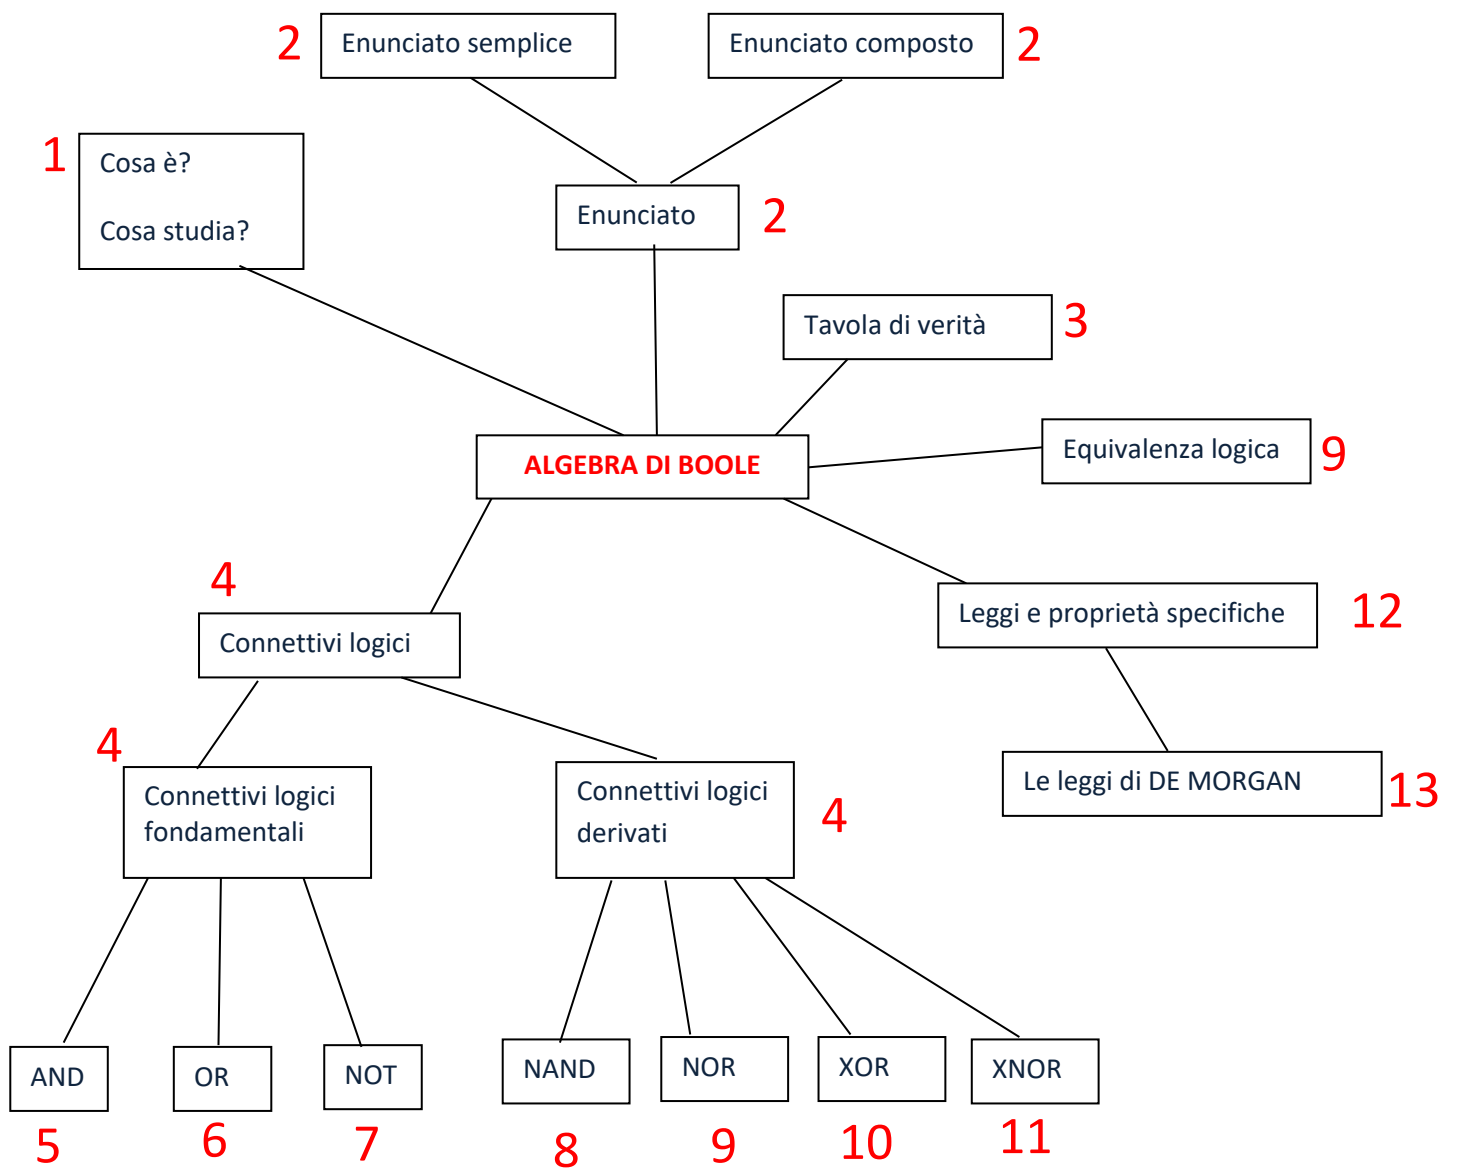 2
Enunciato semplice
Enunciato composto
2
1
Cosa è?
Cosa studia?
Enunciato
2
Tavola di verità
3
ALGEBRA DI BOOLE
Equivalenza logica
9
4
Connettivi logici
Leggi e proprietà specifiche
12
4
Connettivi logici
fondamentali
Connettivi logici
derivati
4
Le leggi di DE MORGAN
13
AND
OR
NOT
NAND
NOR
XOR
XNOR
5
6
7
8
9
10
11